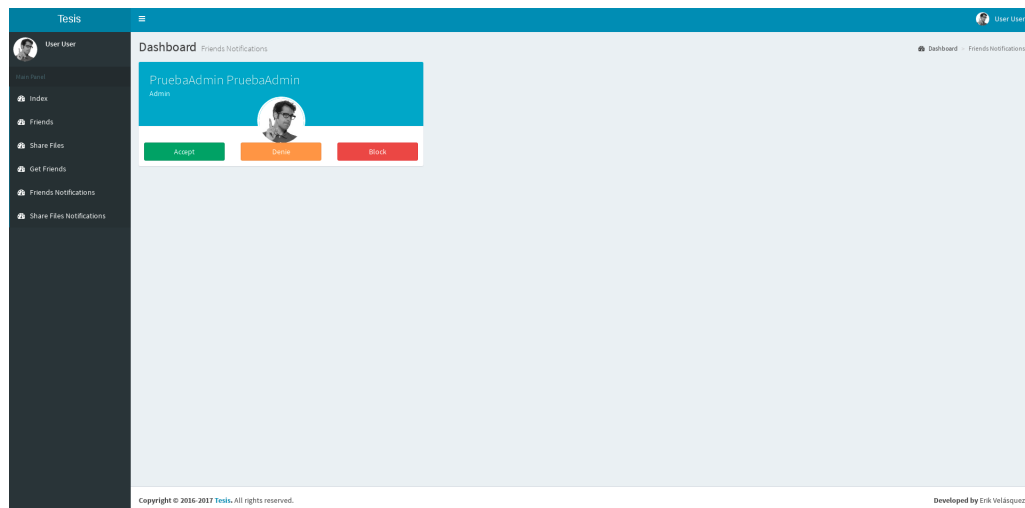 Tesis
User User
User User
Dashboard Friends Notifications
Dashboard > Friends Notifications
Main Panel
Index
Friends
Share Files
Get Friends
Friends Notifications
Share Files Notifications
PruebaAdmin PruebaAdmin
Admin
Accept
Denie
Block
Copyright © 2016-2017 Tesis. All rights reserved.
Developed by Erik Velásquez